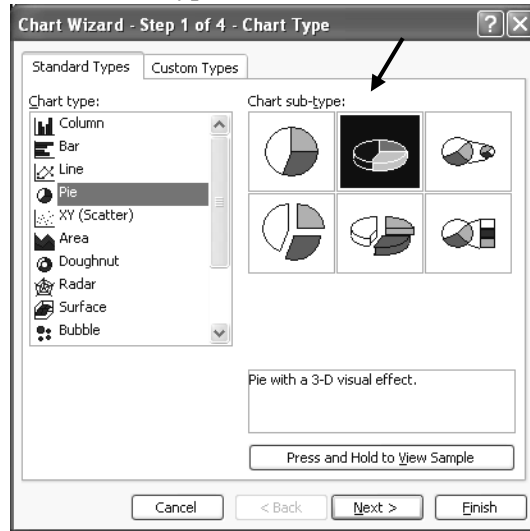 Chart Wizard - Step 1 of 4 - Chart Type
Standard Types
Custom Types
Chart type:
Column
Bar
Line
Pie
XY (Scatter)
Area
Doughnut
Radar
Surface
Bubble
Chart sub-type:
Pie with a 3-D visual effect.
Press and Hold to View Sample
Cancel
< Back
Next >
Finish